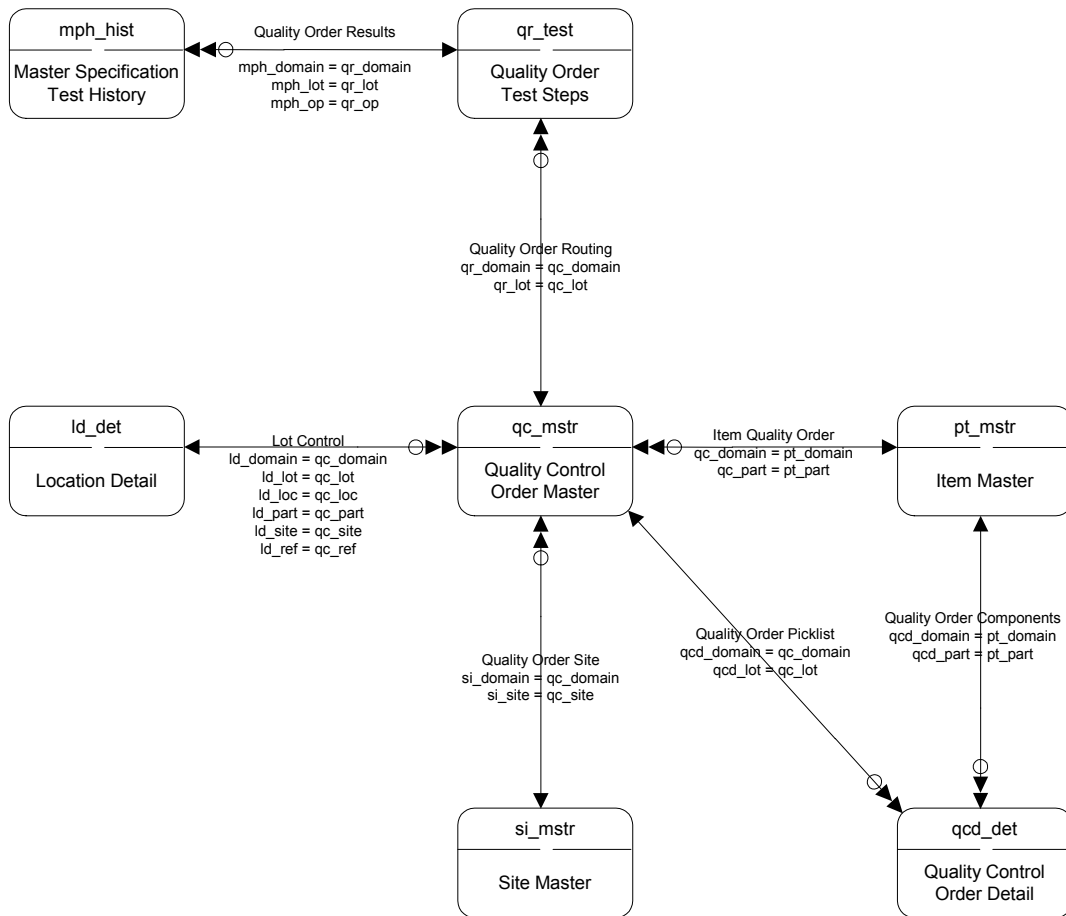 mph_hist
Master Specification
Test History
Quality Order Results
mph_domain = qr_domain
mph_lot = qr_lot
mph_op = qr_op
qr_test
Quality Order
Test Steps
Quality Order Routing
qr_domain = qc_domain
qr_lot = qc_lot
ld_det
Location Detail
Lot Control
ld_domain = qc_domain
ld_lot = qc_lot
ld_loc = qc_loc
ld_part = qc_part
ld_site = qc_site
ld_ref = qc_ref
qc_mstr
Quality Control
Order Master
Item Quality Order
qc_domain = pt_domain
qc_part = pt_part
pt_mstr
Item Master
Quality Order Site
si_domain = qc_domain
si_site = qc_site
Quality Order Picklist
qcd_domain = qc_domain
qcd_lot = qc_lot
Quality Order Components
qcd_domain = pt_domain
qcd_part = pt_part
si_mstr
Site Master
qcd_det
Quality Control
Order Detail